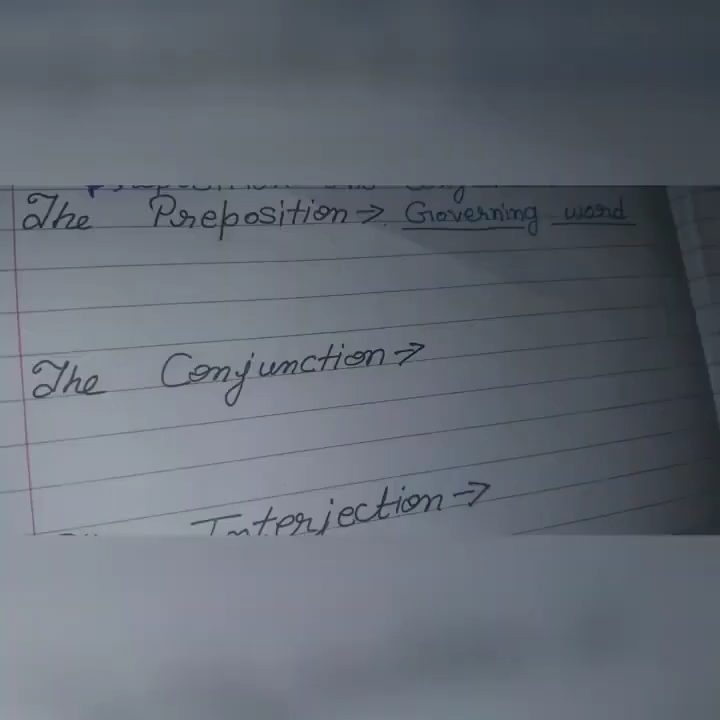 The Preposition → Governing word
The Conjunction →
Interjection →